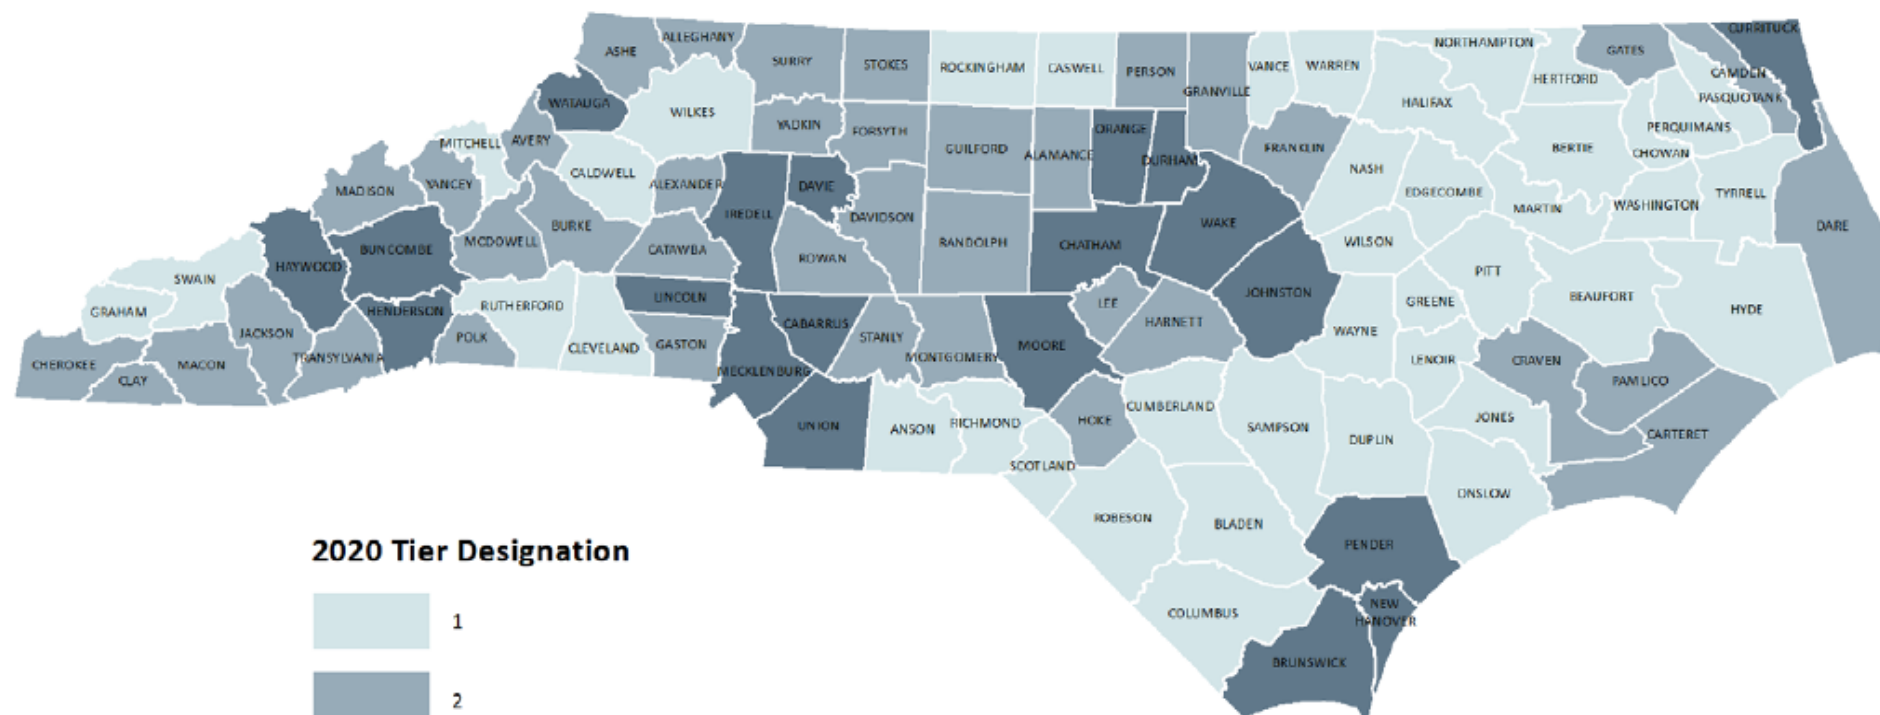 ASHE
ALLEGHANY
SURRY
STOKES
ROCKINGHAM
CASWELL
PERSON
GRANVILLE
VANCE
WARREN
NORTHAMPTON
HERTFORD
GATES
CURRITUCK
CAMDEN
PASQUOTANK
PERQUIMANS
CHOWAN
HALIFAX
BERTIE
WATAUGA
WILKES
YADKIN
FORSYTH
GUILFORD
ALAMANCE
ORANGE
DURHAM
FRANKLIN
NASH
EDGECOMBE
MARTIN
WASHINGTON
TYRRELL
DARE
MITCHELL
AVERY
CALDWELL
ALEXANDER
IREDELL
DAVIE
DAVIDSON
RANDOLPH
CHATHAM
WAKE
WILSON
PITT
BEAUFORT
HYDE
MADISON
YANCEY
MCDOWELL
BURKE
CATAWBA
ROWAN
JOHNSTON
GREENE
WAYNE
LENOIR
CRAVEN
PAMLICO
CARTERET
JONES
SWAIN
HAYWOOD
BUNCOMBE
RUTHERFORD
LINCOLN
CABARRUS
STANLY
MONTGOMERY
MOORE
LEE
HARNETT
GRAHAM
JACKSON
HENDERSON
POLK
CLEVELAND
GASTON
MECKLENBURG
CHEROKEE
CLAY
MACON
TRANSYLVANIA
UNION
ANSON
RICHMOND
SCOTLAND
HOKE
CUMBERLAND
SAMPSON
DUPLIN
ONSLOW
ROBESON
BLADEN
PENDER
COLUMBUS
NEW
HANOVER
BRUNSWICK
2020 Tier Designation
1
2